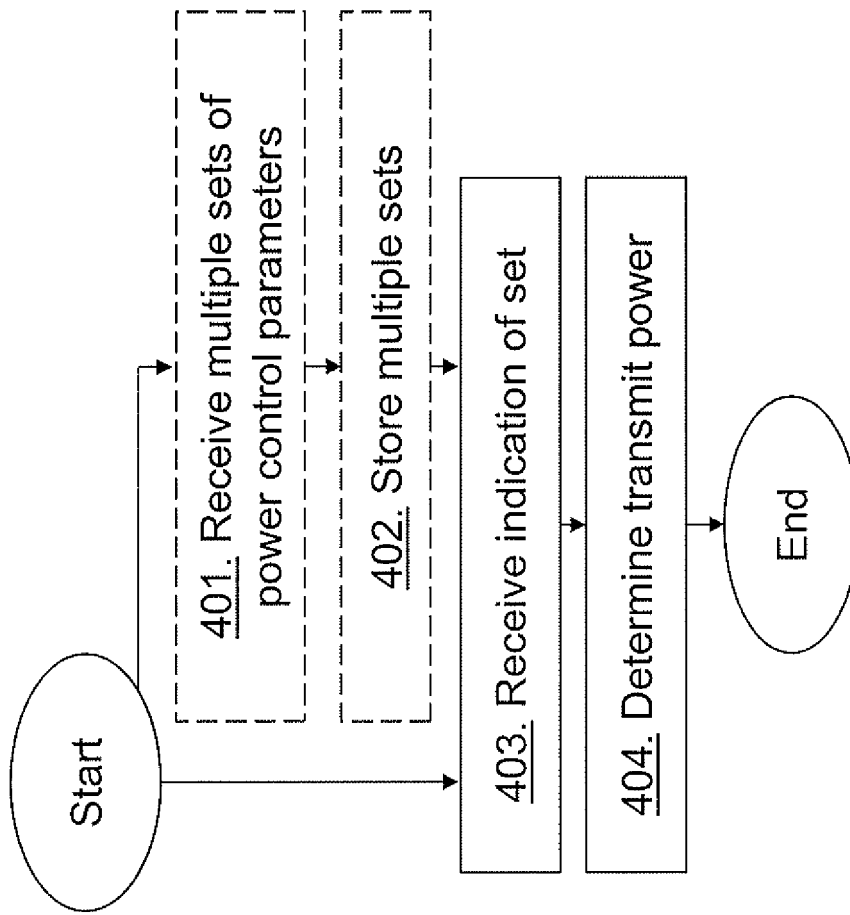 Start
401. Receive multiple sets of
power control parameters
402. Store multiple sets
403. Receive indication of set
404. Determine transmit power
End